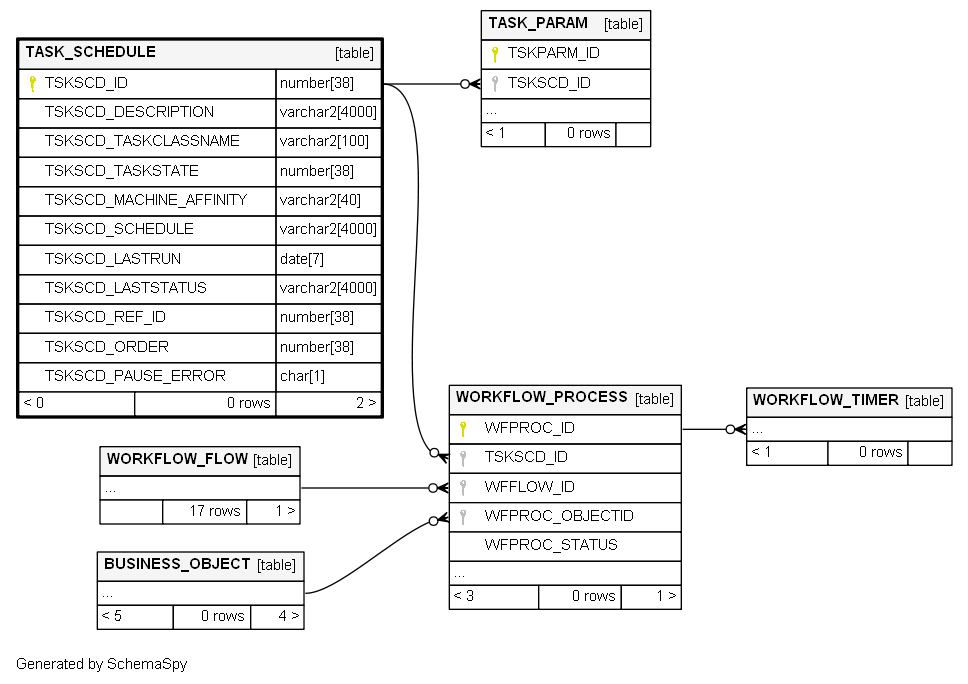 TASK_SCHEDULE [table]
TSKSCD_ID number[38]
TSKSCD_DESCRIPTION varchar2[4000]
TSKSCD_TASKCLASSNAME varchar2[100]
TSKSCD_TASKSTATE number[38]
TSKSCD_MACHINE_AFFINITY varchar2[40]
TSKSCD_SCHEDULE varchar2[4000]
TSKSCD_LASTRUN date[7]
TSKSCD_LASTSTATUS varchar2[4000]
TSKSCD_REF_ID number[38]
TSKSCD_ORDER number[38]
TSKSCD_PAUSE_ERROR char[1]
< 0 0 rows 2 >
TASK_PARAM [table]
TSKPARM_ID
TSKSCD_ID
...
< 1 0 rows
WORKFLOW_PROCESS [table]
WFPROC_ID
TSKSCD_ID
WFFLOW_ID
WFPROC_OBJECTID
WFPROC_STATUS
...
< 3 0 rows 1 >
WORKFLOW_TIMER [table]
...
< 1 0 rows
WORKFLOW_FLOW [table]
...
17 rows 1 >
BUSINESS_OBJECT [table]
...
< 5 0 rows 4 >
Generated by SchemaSpy